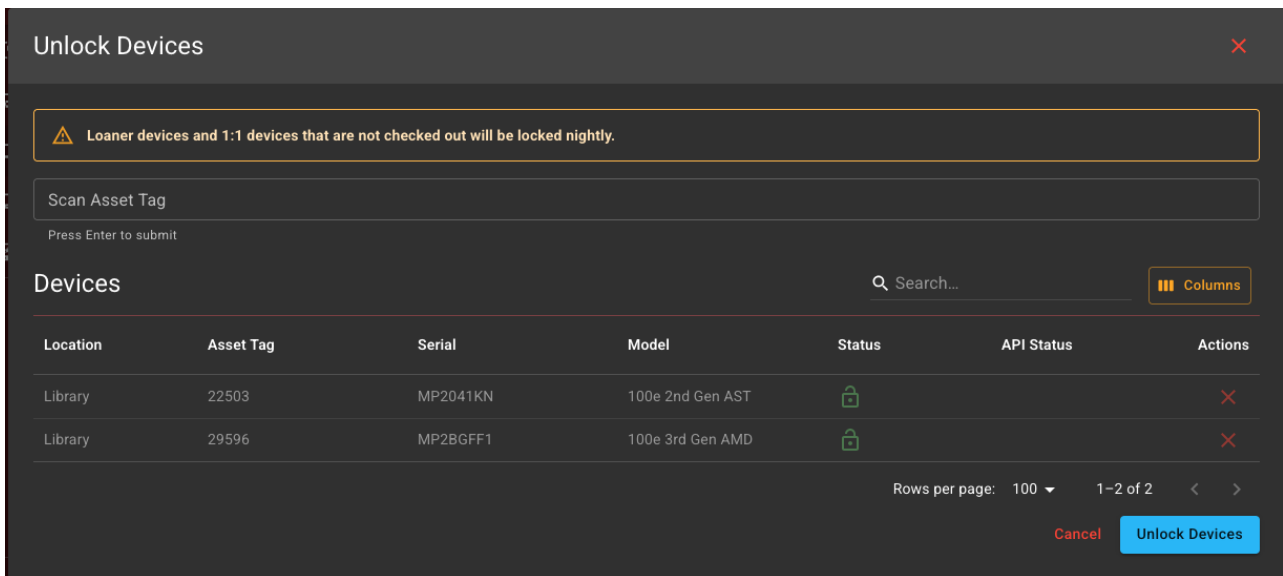 Unlock Devices
Loaner devices and 1:1 devices that are not checked out will be locked nightly.
Scan Asset Tag
Press Enter to submit
Devices
Search…
Columns
Location Asset Tag Serial Model Status API Status Actions
Library 22503 MP2041KN 100e 2nd Gen AST
Library 29596 MP2BGFF1 100e 3rd Gen AMD
Rows per page: 100 1–2 of 2
Cancel Unlock Devices